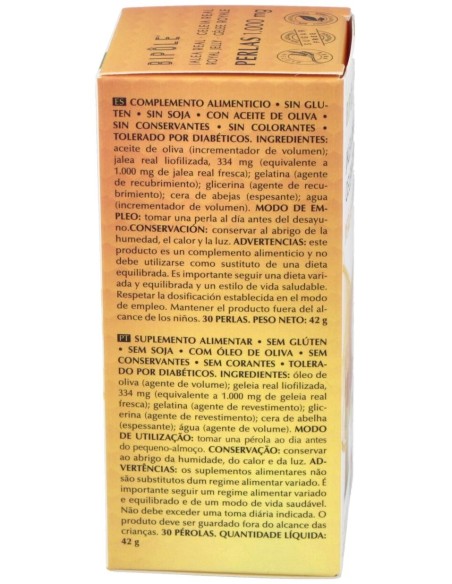 BIPOLE
JALEA REAL / GELEIA REAL
ROYAL JELLY / GELÉE ROYALE
PERLAS 1.000 mg
ES COMPLEMENTO ALIMENTICIO • SIN GLU-
TEN • SIN SOJA • CON ACEITE DE OLIVA •
SIN CONSERVANTES • SIN COLORANTES •
TOLERADO POR DIABÉTICOS. INGREDIENTES:
aceite de oliva (incrementador de volumen);
jalea real liofilizada, 334 mg (equivalente a
1.000 mg de jalea real fresca); gelatina (agente
de recubrimiento); glicerina (agente de recu-
brimiento); cera de abejas (espesante); agua
(incrementador de volumen). MODO DE EM-
PLEO: tomar una perla al día antes del desayu-
no.CONSERVACIÓN: conservar al abrigo de la
humedad, el calor y la luz. ADVERTENCIAS: este
producto es un complemento alimenticio y no
debe utilizarse como sustituto de una dieta
equilibrada. Es importante seguir una dieta vari-
ada y equilibrada y un estilo de vida saludable.
Respetar la dosificación establecida en el modo
de empleo. Mantener el producto fuera del al-
cance de los niños. 30 PERLAS. PESO NETO: 42 g
PT SUPLEMENTO ALIMENTAR • SEM GLÚTEN
• SEM SOJA • COM ÓLEO DE OLIVA • SEM
CONSERVANTES • SEM CORANTES • TOLERA-
DO POR DIABÉTICOS. INGREDIENTES: óleo de
oliva (agente de volume); geleia real liofilizada,
334 mg (equivalente a 1.000 mg de geleia real
fresca); gelatina (agente de revestimento); glic-
erina (agente de revestimento); cera de abelha
(espessante); água (agente de volume). MODO
DE UTILIZAÇÃO: tomar uma pérola ao dia antes
do pequeno-almoço. CONSERVAÇÃO: conservar
ao abrigo da humidade, do calor e da luz. AD-
VERTÊNCIAS: os suplementos alimentares não
são substitutos dum regime alimentar variado. É
importante seguir um regime alimentar variado
e equilibrado e de um modo de vida saudável.
Não debe exceder uma toma diária indicada. O
produto deve ser guardado fora do alcance das
crianças. 30 PÉROLAS. QUANTIDADE LÍQUIDA:
42 g